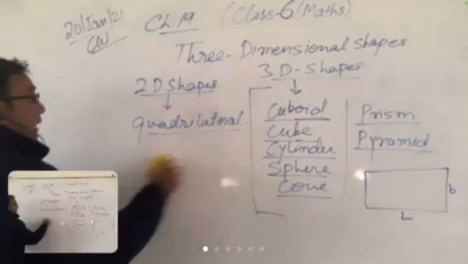 20/Jan/21
CW
Ch 19 (Class-6/Maths)
Three-Dimensional shapes
2D Shapes
↓
quadrilateral
3D-Shapes
↓
Cuboid
Cube
Cylinder
Sphere
Cone
Prism
Pyramid
b
L